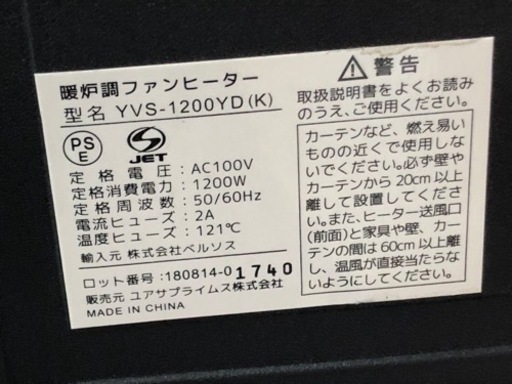 暖炉調ファンヒーター
型名 YVS-1200YD(K)
PS
E
S
JET
定格電圧：AC100V
定格消費電力：1200W
定格周波数：50/60Hz
電流ヒューズ：2A
温度ヒューズ：121℃
輸入元 株式会社ベルソス
ロット番号：180814-01740
販売元 ユアサプライムス株式会社
MADE IN CHINA
⚠警告
取扱説明書をよくお読み
のうえ、ご使用ください。
カーテンなど、燃え易い
ものの近くで使用しない
でください。必ず壁や
カーテンから20cm以上
離して設置してくださ
い。また、ヒーター送風口
(前面)と家具や壁、カー
テンの間は60cm以上離
し、温風が直接当たらな
いようにしてください。